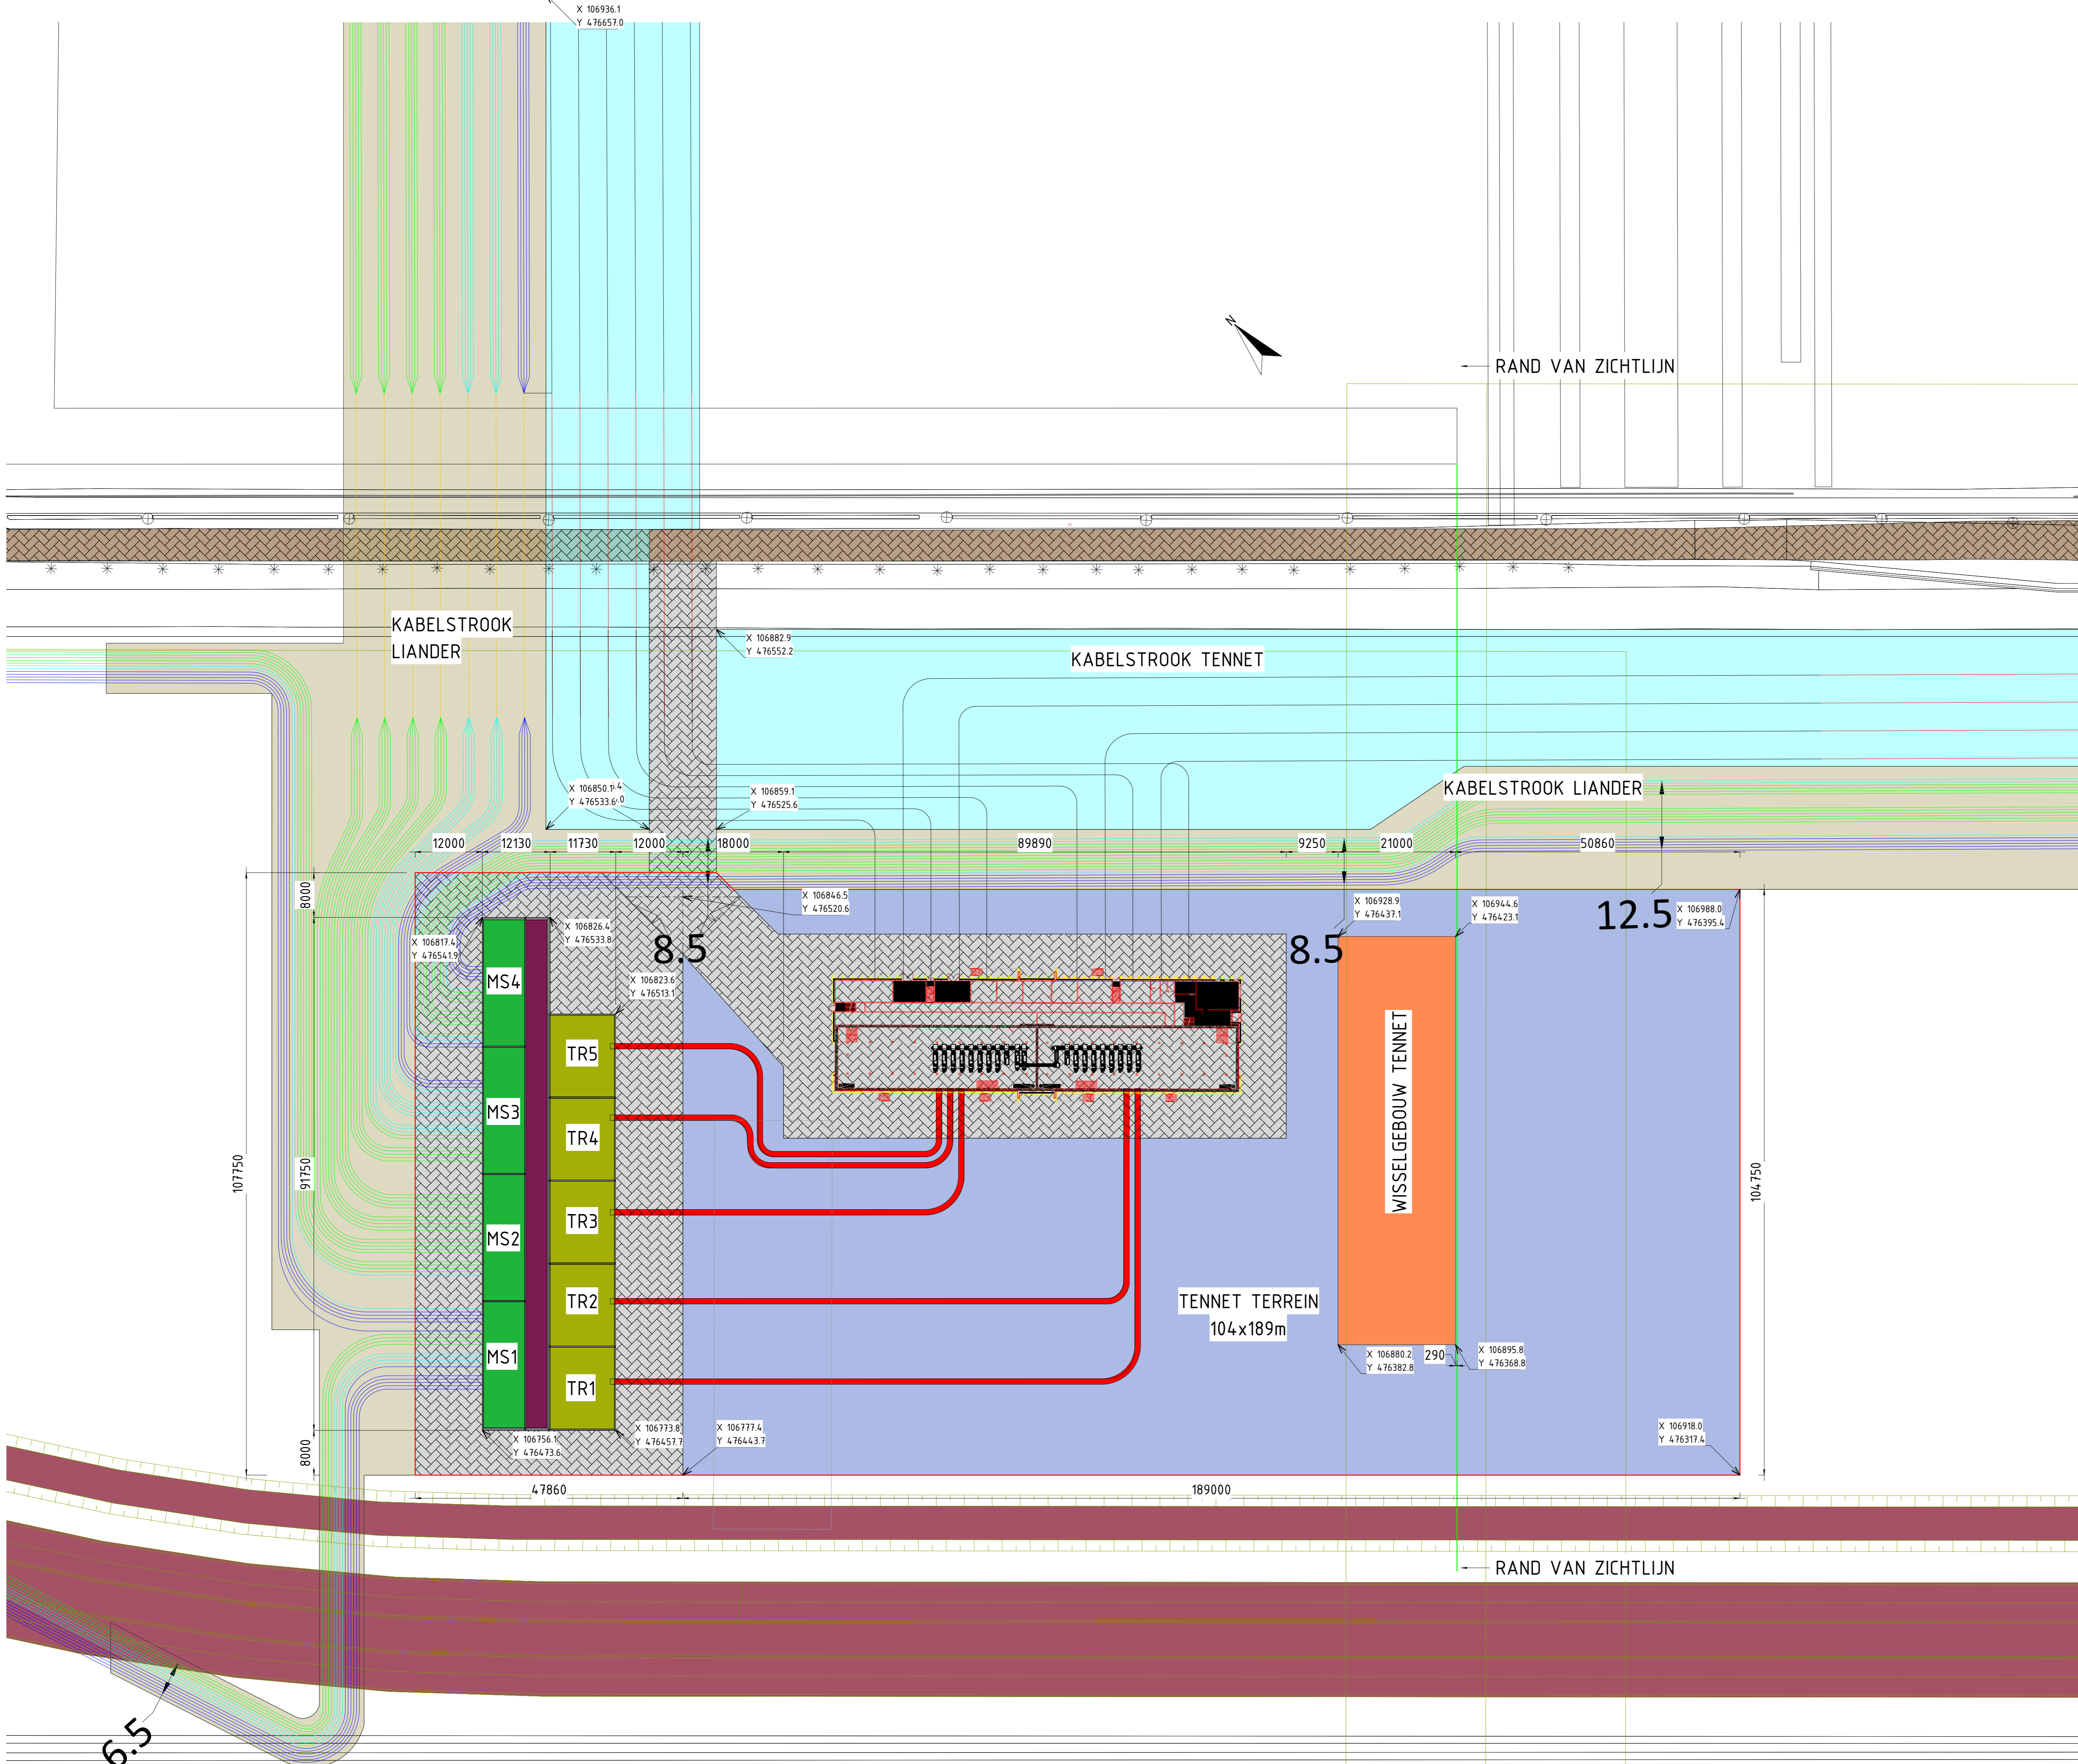 X 106936.1
Y 476657.0
N
RAND VAN ZICHTLIJN
KABELSTROOK
LIANDER
X 106882.9
Y 476552.2
KABELSTROOK TENNET
X 106850.1
Y 476533.6
X 106859.1
Y 476525.6
KABELSTROOK LIANDER
12000
12130
11730
12000
18000
89890
9250
21000
50860
8000
X 106846.5
Y 476520.6
X 106928.9
Y 476437.1
X 106944.6
Y 476423.1
12.5
X 106988.0
Y 476395.4
X 106817.4
Y 476541.9
X 106826.4
Y 476533.8
8.5
8.5
MS4
X 106823.6
Y 476513.1
TR5
MS3
TR4
WISSELGEBOUW TENNET
107750
91750
104750
TR3
MS2
TR2
TENNET TERREIN
104x189m
MS1
TR1
X 106880.2
Y 476382.8
290
X 106895.8
Y 476368.8
8000
X 106756.1
Y 476473.6
X 106773.8
Y 476457.7
X 106777.4
Y 476443.7
X 106918.0
Y 476317.4
47860
189000
RAND VAN ZICHTLIJN
6.5